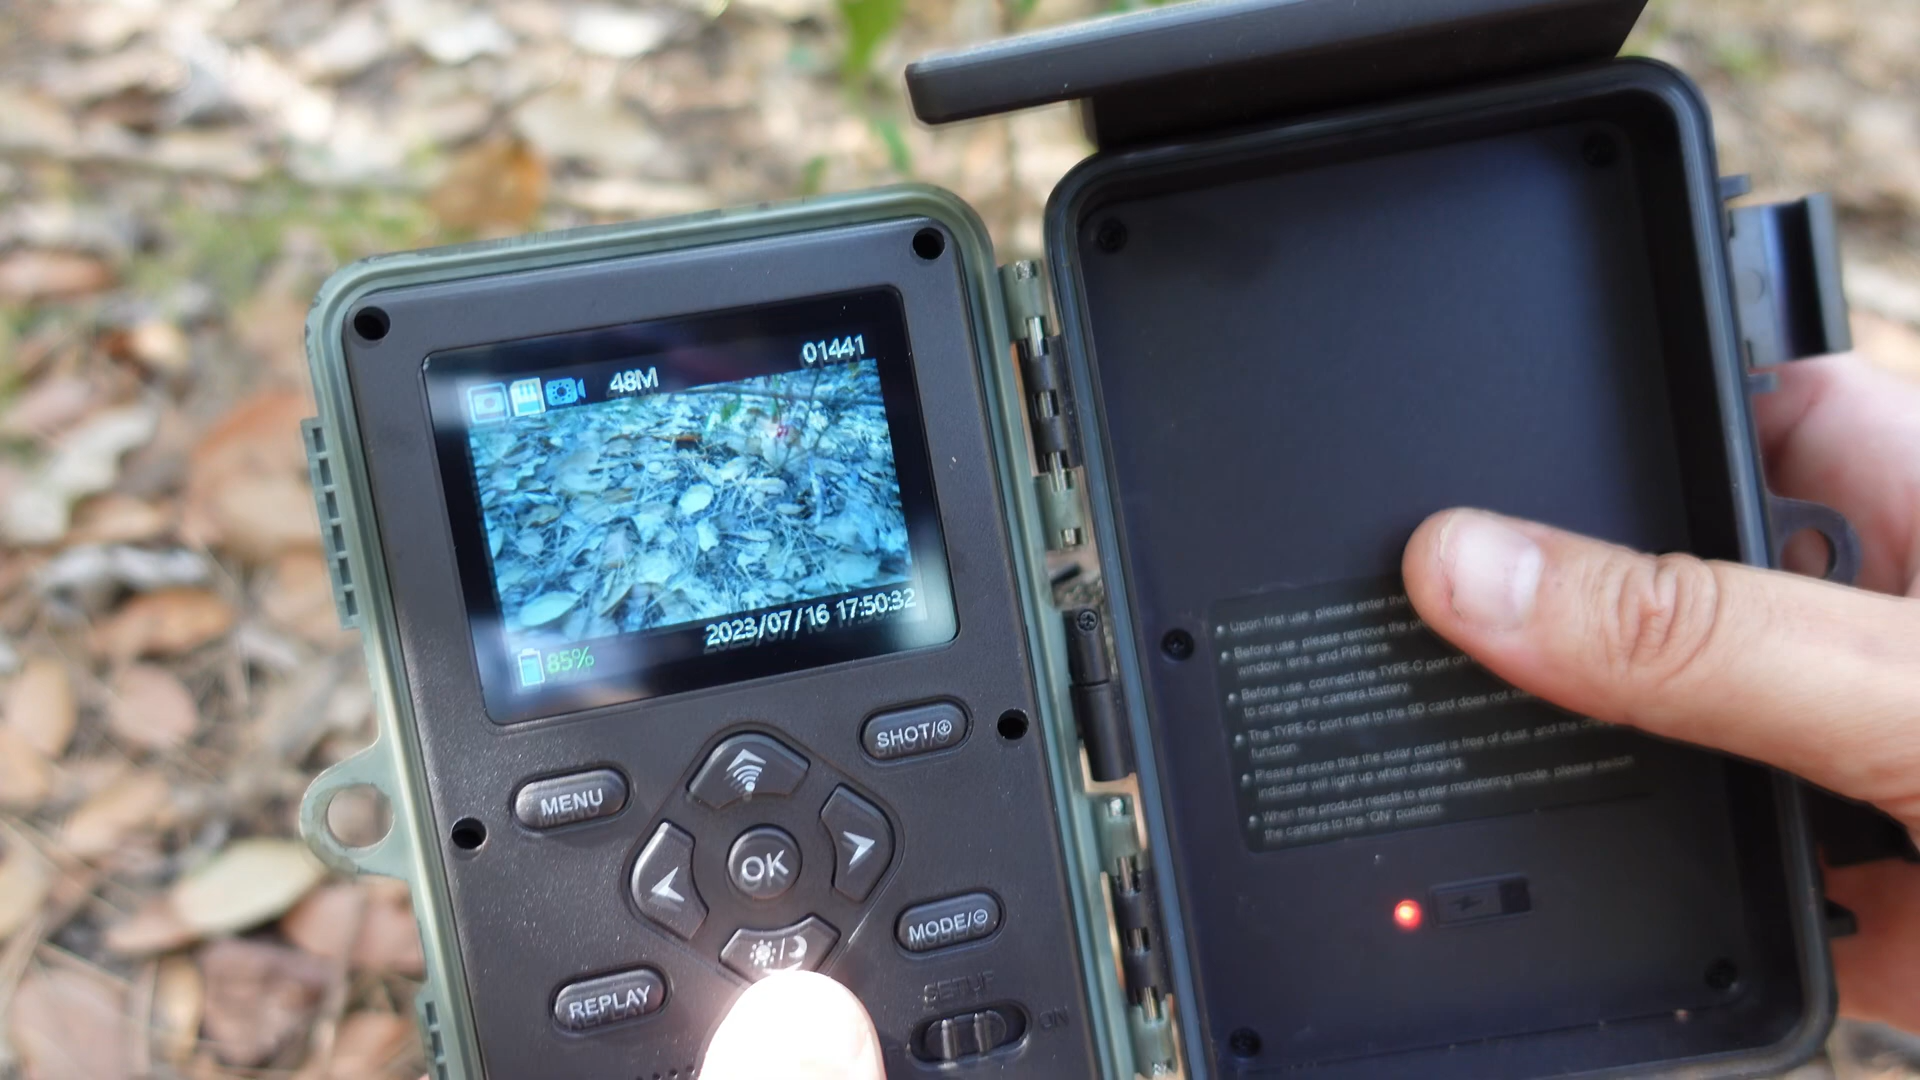 01441
48M
2023/07/16 17:50:32
85%
SHOT/⊕
MENU
OK
MODE/⊖
REPLAY
SETUP
ON
Upon first use, please enter the
Before use, please remove the
window, lens, and PIR lens.
Before use, connect the TYPE-C port on
to charge the camera battery.
The TYPE-C port next to the SD card does not
function.
Please ensure that the solar panel is free of dust, and the
indicator will light up when charging.
When the product needs to enter monitoring mode, please switch
the camera to the "ON" position.